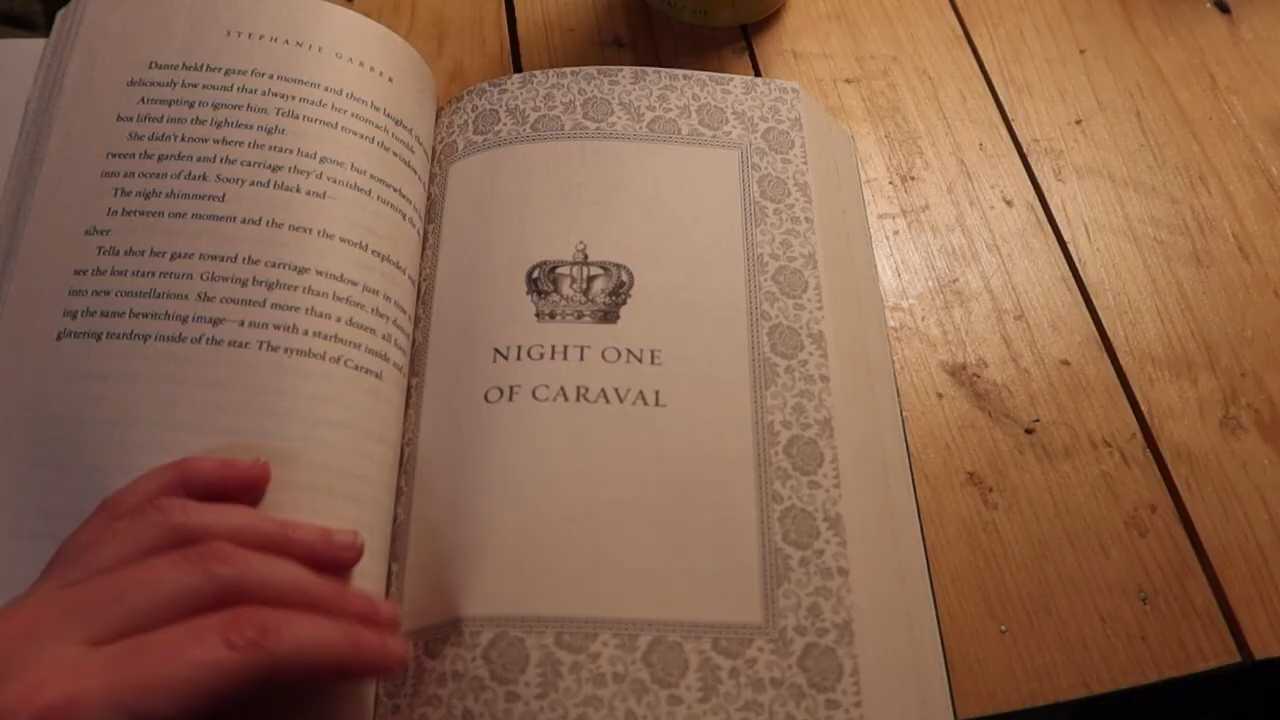 STEPHANIE GARBER
Dante held her gaze for a moment and then he laughed, the
deliciously low sound that always made her stomach tumble
Attempting to ignore him, Tella turned toward the window
box lifted into the lightless night.
She didn't know where the stars had gone, but somewhere
tween the garden and the carriage they'd vanished, turning the
into an ocean of dark. Sooty and black and—
The night shimmered.
In between one moment and the next the world exploded
silver.
Tella shot her gaze toward the carriage window just in
see the lost stars return. Glowing brighter than before, they
into new constellations. She counted more than a dozen, all
ing the same bewitching image—a sun with a starburst inside and
glittering teardrop inside of the star. The symbol of Caraval.
NIGHT ONE
OF CARAVAL